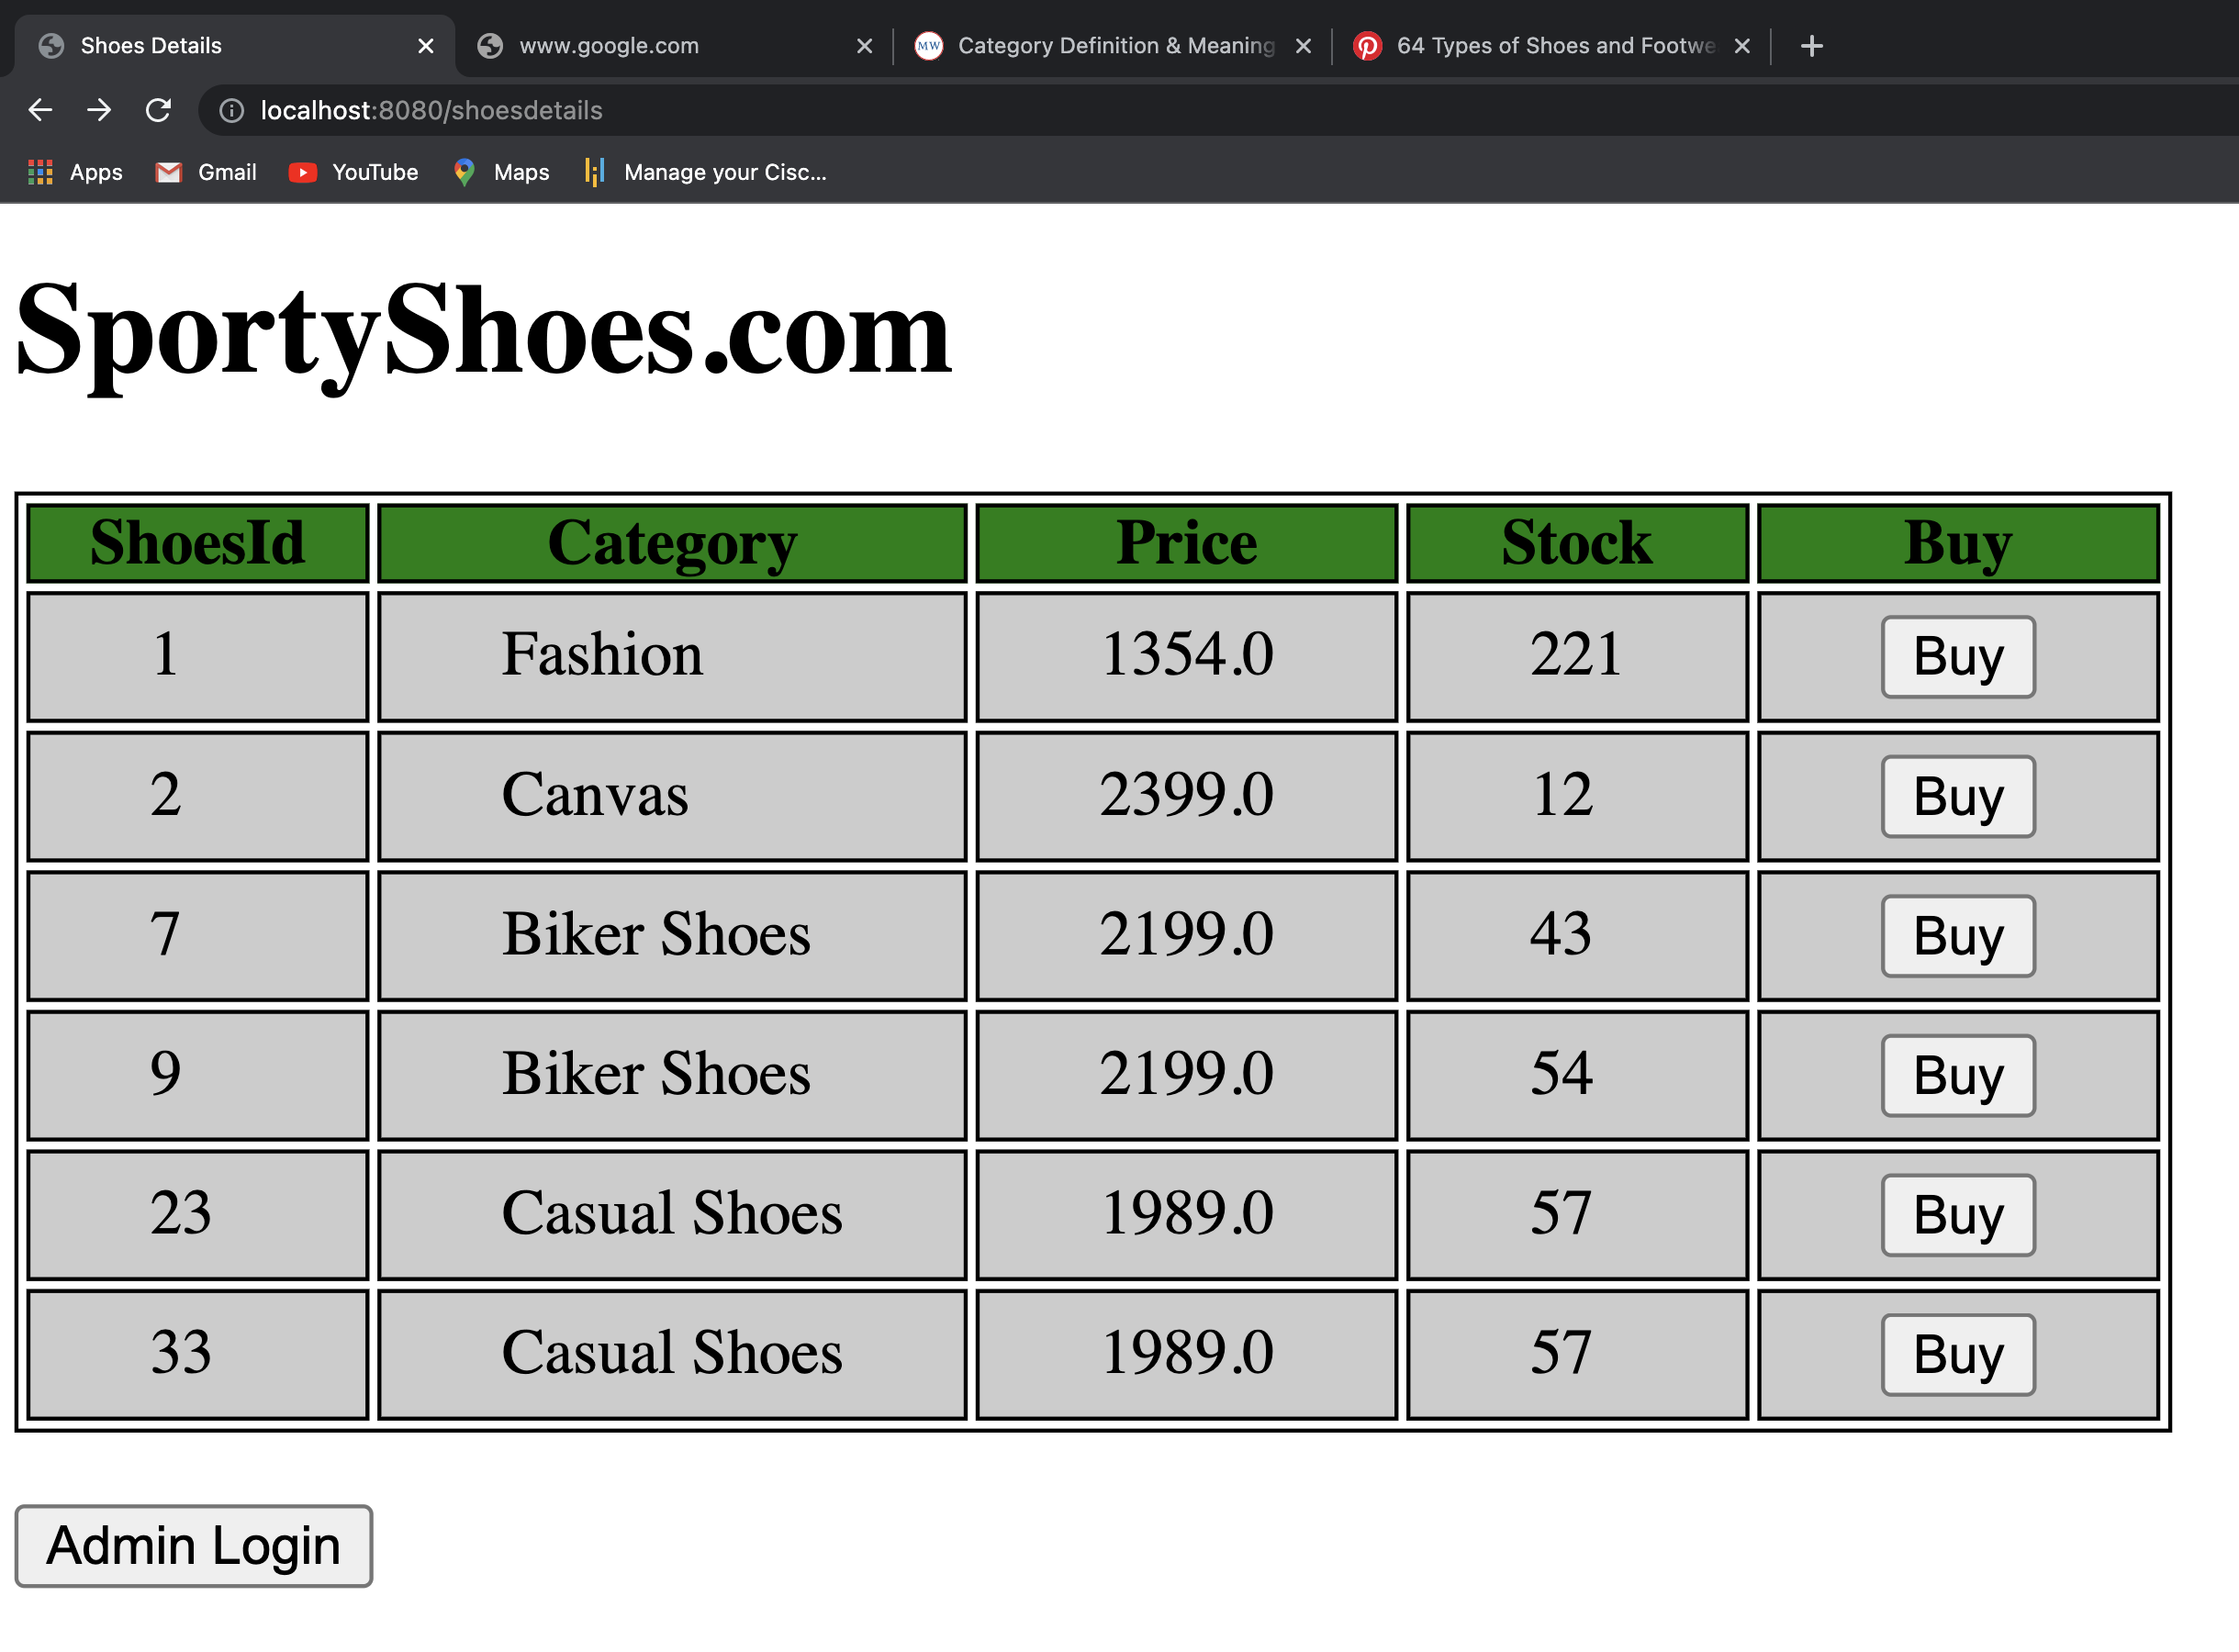 Shoes Details www.google.com MW Category Definition & Meaning 64 Types of Shoes and Footwe
localhost:8080/shoesdetails
Apps Gmail YouTube Maps Manage your Cisc...
SportyShoes.com
ShoesId Category Price Stock Buy
1 Fashion 1354.0 221 Buy
2 Canvas 2399.0 12 Buy
7 Biker Shoes 2199.0 43 Buy
9 Biker Shoes 2199.0 54 Buy
23 Casual Shoes 1989.0 57 Buy
33 Casual Shoes 1989.0 57 Buy
Admin Login